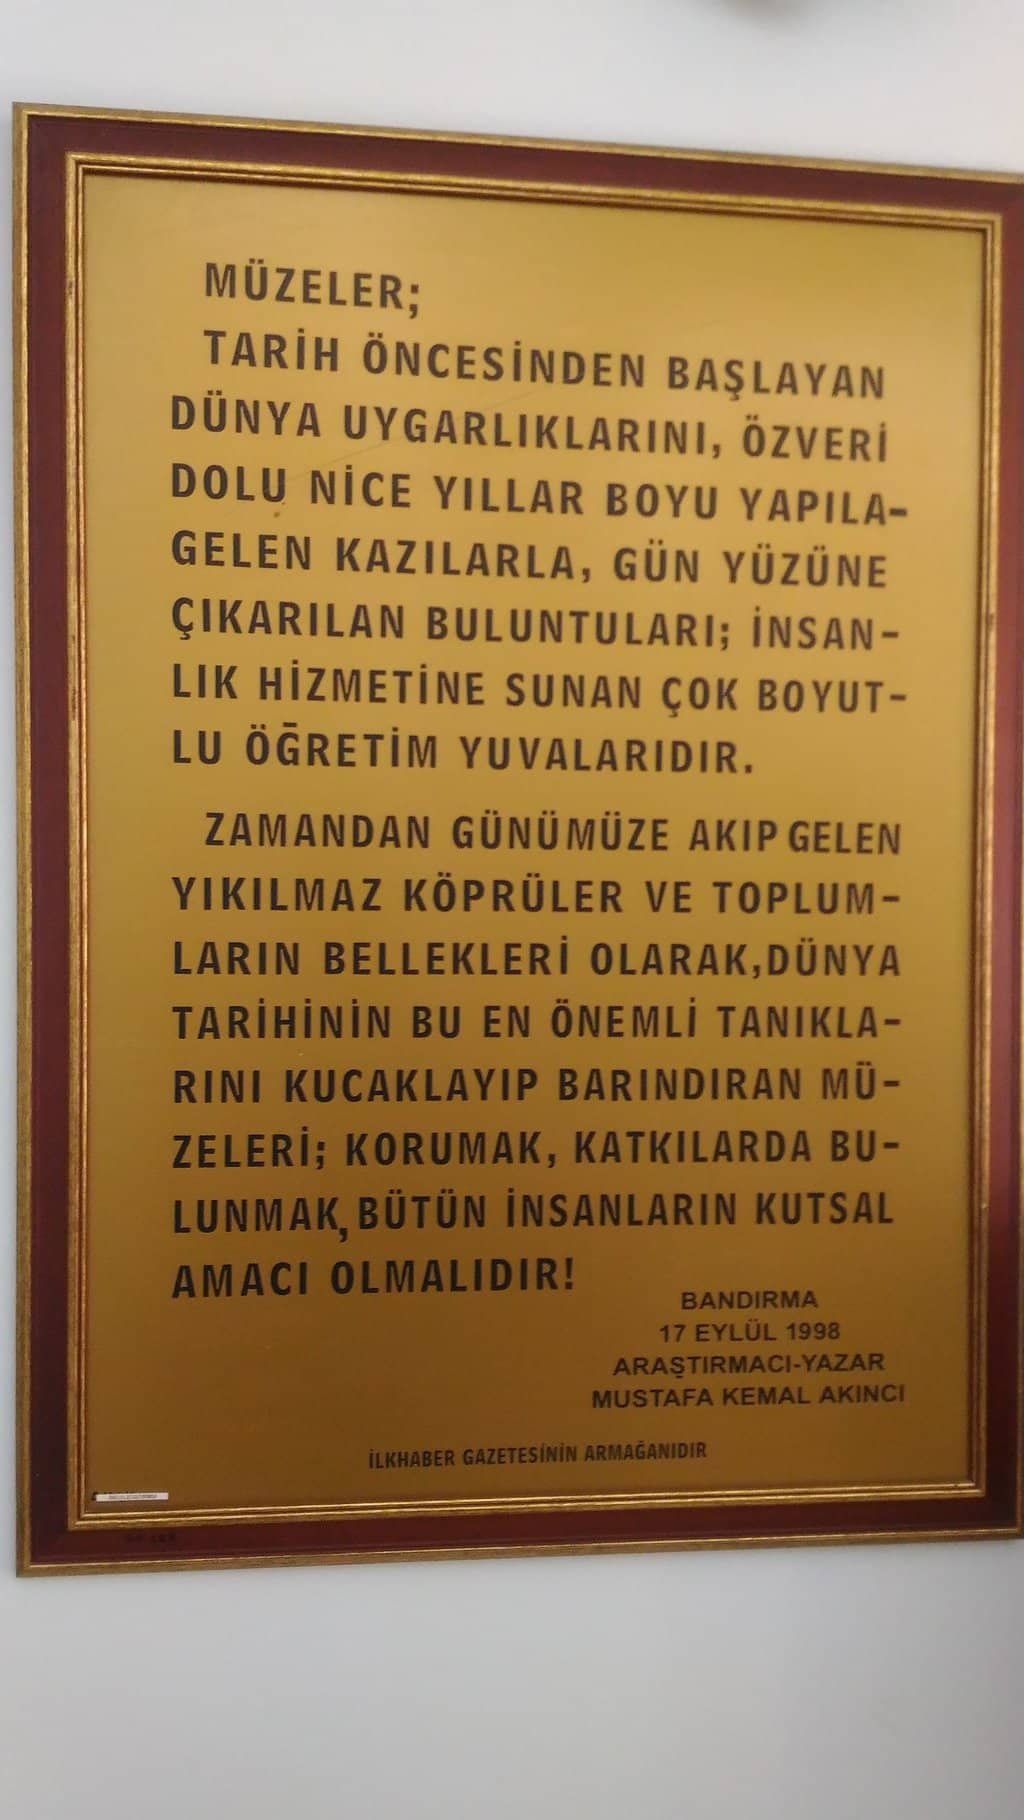 MÜZELER;
TARİH ÖNCESİNDEN BAŞLAYAN
DÜNYA UYGARLIKLARINI, ÖZVERİ
DOLU NİCE YILLAR BOYU YAPILA-
GELEN KAZILARLA, GÜN YÜZÜNE
ÇIKARILAN BULUNTULARI; İNSAN-
LIK HİZMETİNE SUNAN ÇOK BOYUT-
LU ÖĞRETİM YUVALARIDIR.
ZAMANDAN GÜNÜMÜZE AKIP GELEN
YIKILMAZ KÖPRÜLER VE TOPLUM-
LARIN BELLEKLERİ OLARAK,DÜNYA
TARİHİNİN BU EN ÖNEMLİ TANIKLA-
RINI KUCAKLAYIP BARINDIRAN MÜ-
ZELERİ; KORUMAK, KATKILARDA BU-
LUNMAK,BÜTÜN İNSANLARIN KUTSAL
AMACI OLMALIDIR!
BANDIRMA
17 EYLÜL 1998
ARAŞTIRMACI-YAZAR
MUSTAFA KEMAL AKINCI
İLKHABER GAZETESİNİN ARMAĞANIDIR